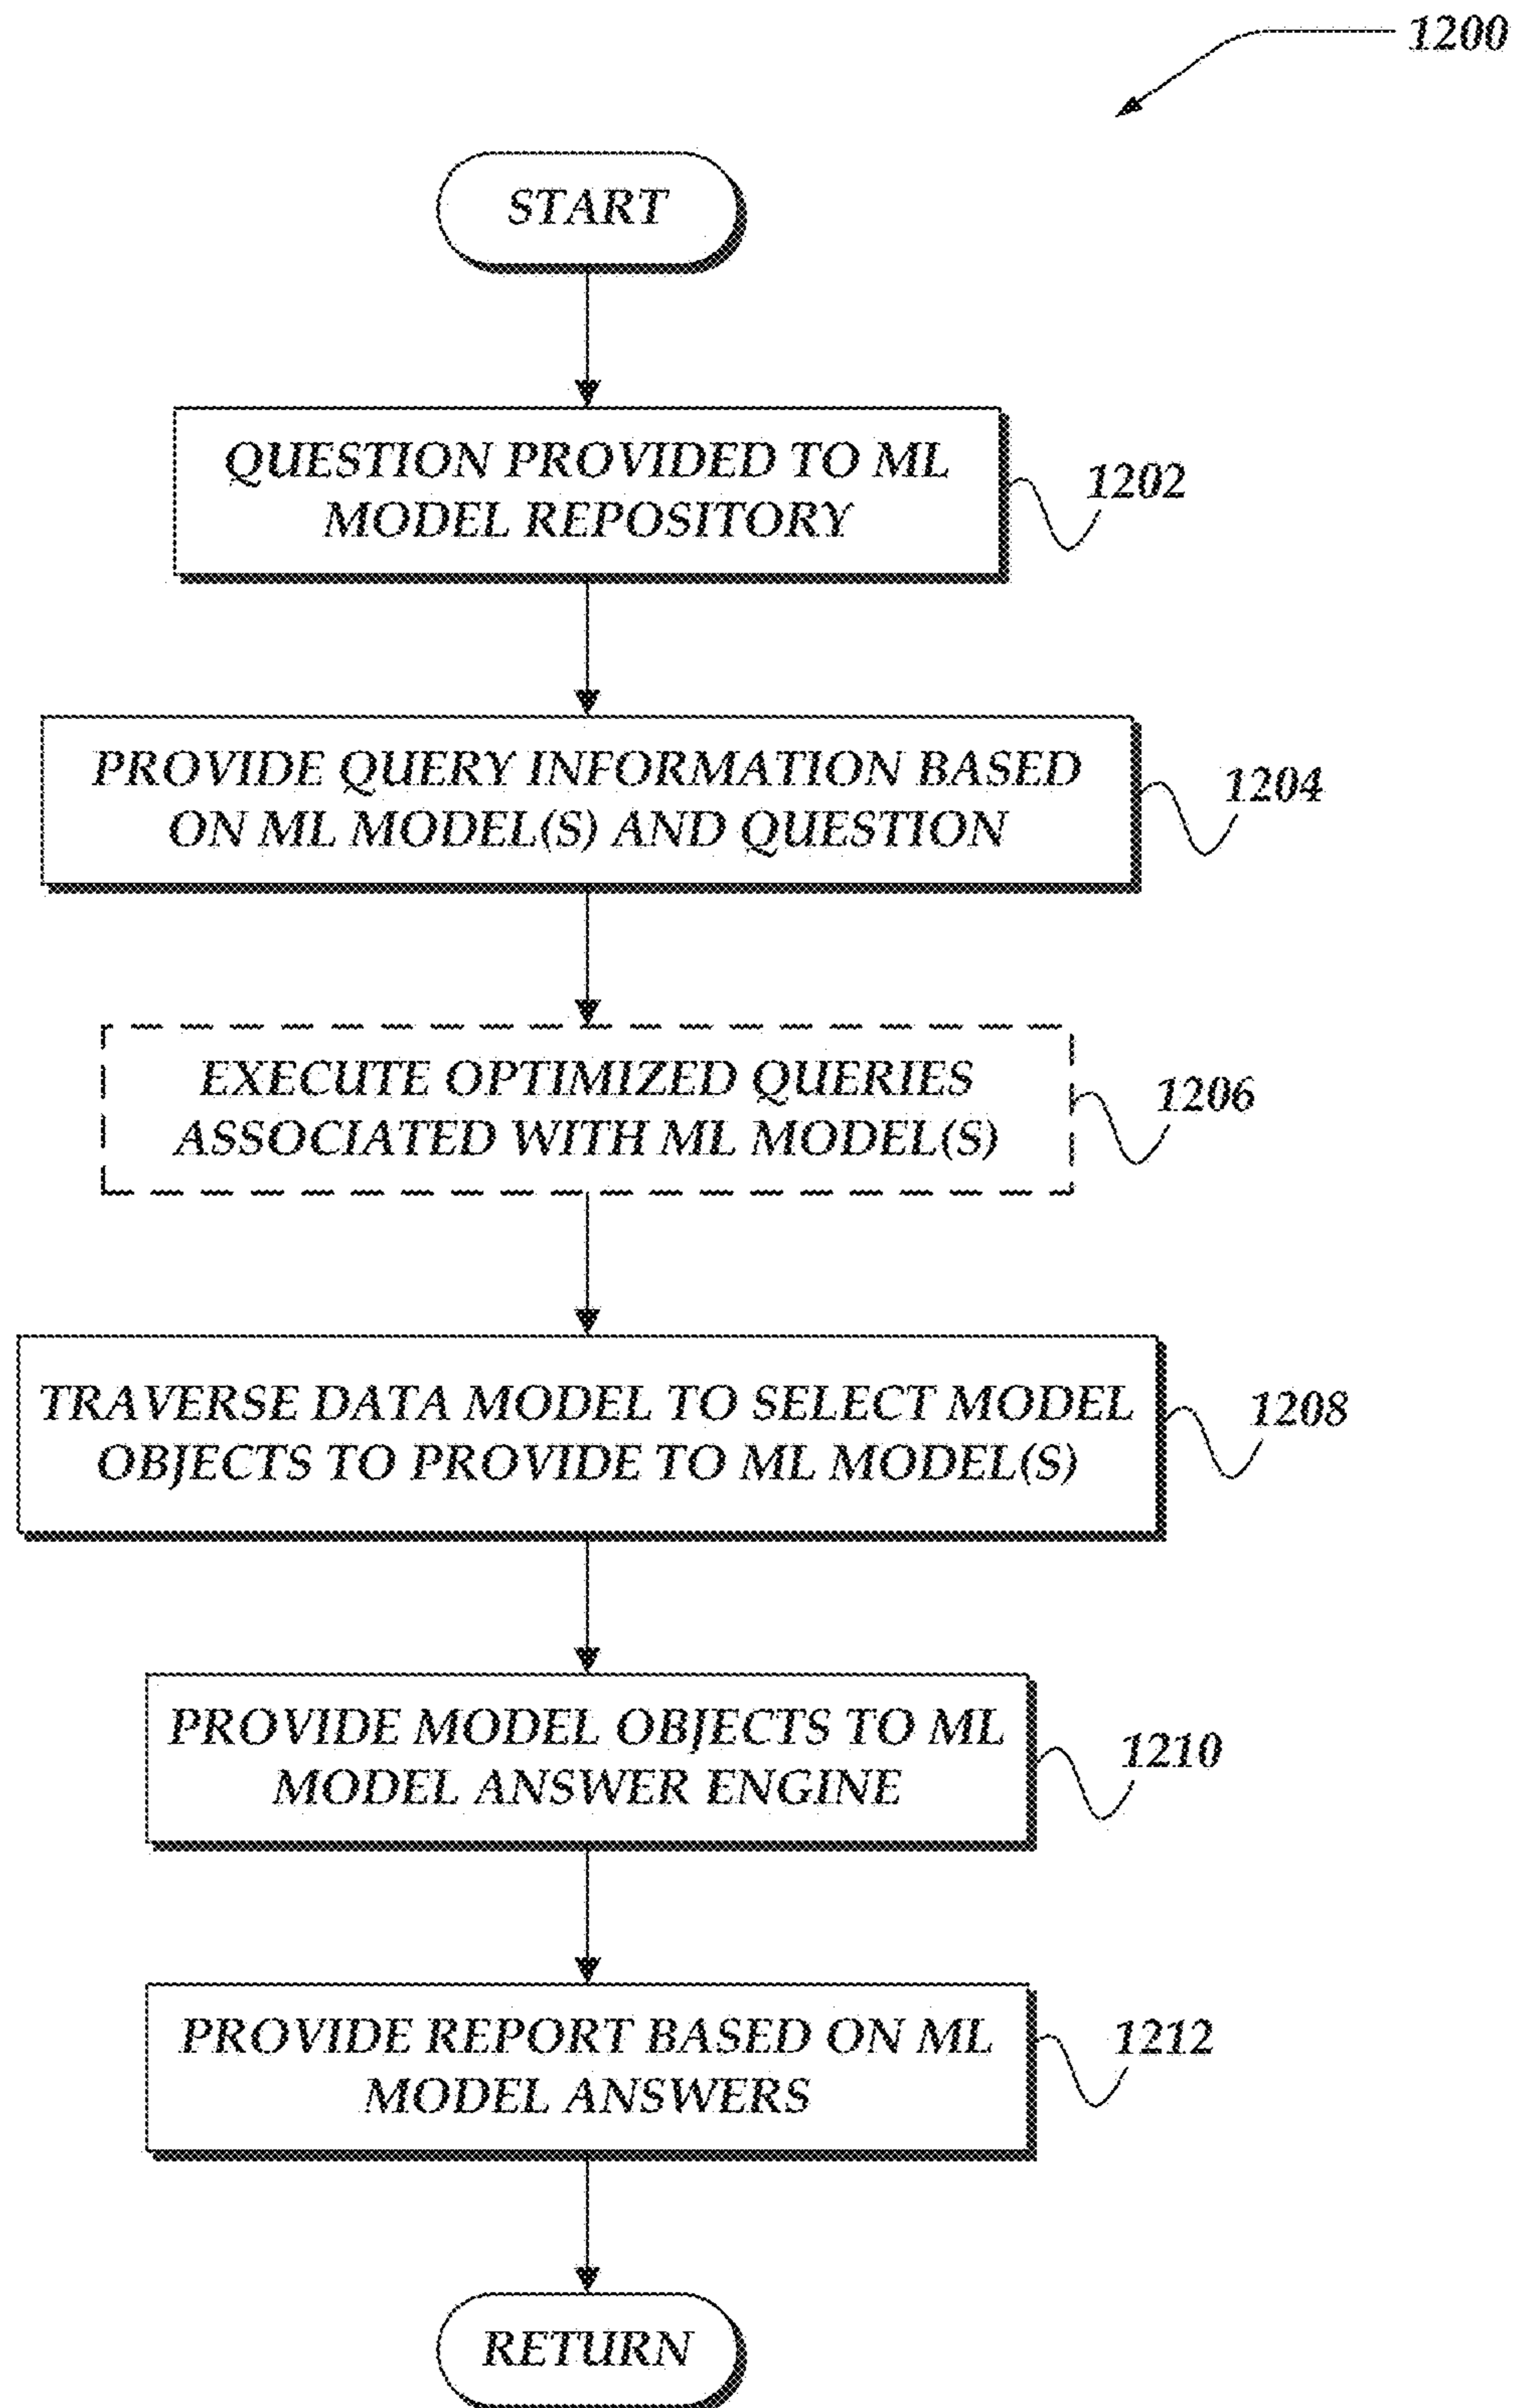 1200
START
QUESTION PROVIDED TO ML
MODEL REPOSITORY
1202
PROVIDE QUERY INFORMATION BASED
ON ML MODEL(S) AND QUESTION
1204
EXECUTE OPTIMIZED QUERIES
ASSOCIATED WITH ML MODEL(S)
1206
TRAVERSE DATA MODEL TO SELECT MODEL
OBJECTS TO PROVIDE TO ML MODEL(S)
1208
PROVIDE MODEL OBJECTS TO ML
MODEL ANSWER ENGINE
1210
PROVIDE REPORT BASED ON ML
MODEL ANSWERS
1212
RETURN